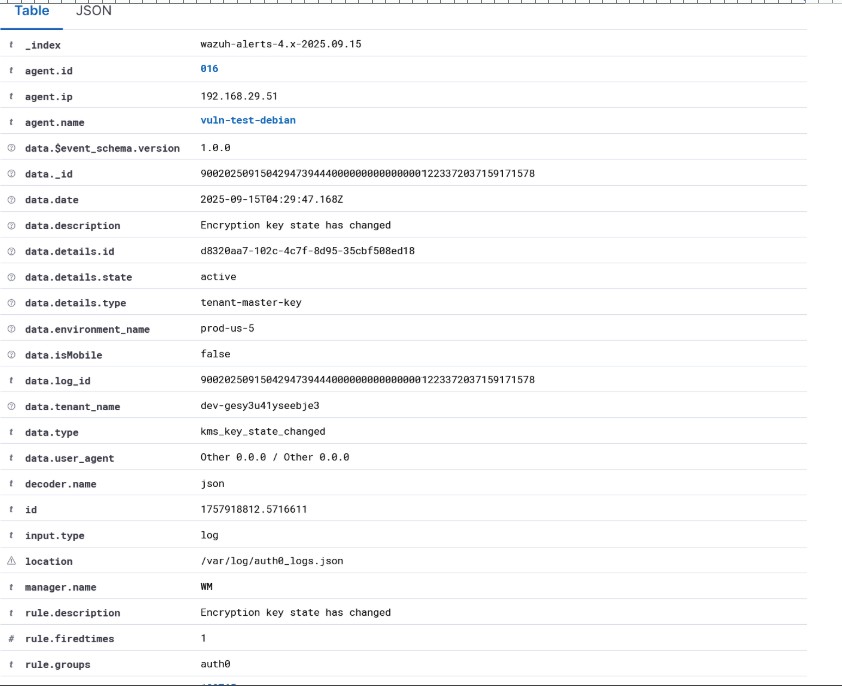 Table JSON
_index wazuh-alerts-4.x-2025.09.15
agent.id 016
agent.ip 192.168.29.51
agent.name vuln-test-debian
data.$event_schema.version 1.0.0
data._id 90020250915042947394440000000000000001223372037159171578
data.date 2025-09-15T04:29:47.168Z
data.description Encryption key state has changed
data.details.id d8320aa7-102c-4c7f-8d95-35cbf508ed18
data.details.state active
data.details.type tenant-master-key
data.environment_name prod-us-5
data.isMobile false
data.log_id 90020250915042947394440000000000000001223372037159171578
data.tenant_name dev-gesy3u41yseebje3
data.type kms_key_state_changed
data.user_agent Other 0.0.0 / Other 0.0.0
decoder.name json
id 1757918812.5716611
input.type log
location /var/log/auth0_logs.json
manager.name WM
rule.description Encryption key state has changed
rule.firedtimes 1
rule.groups auth0